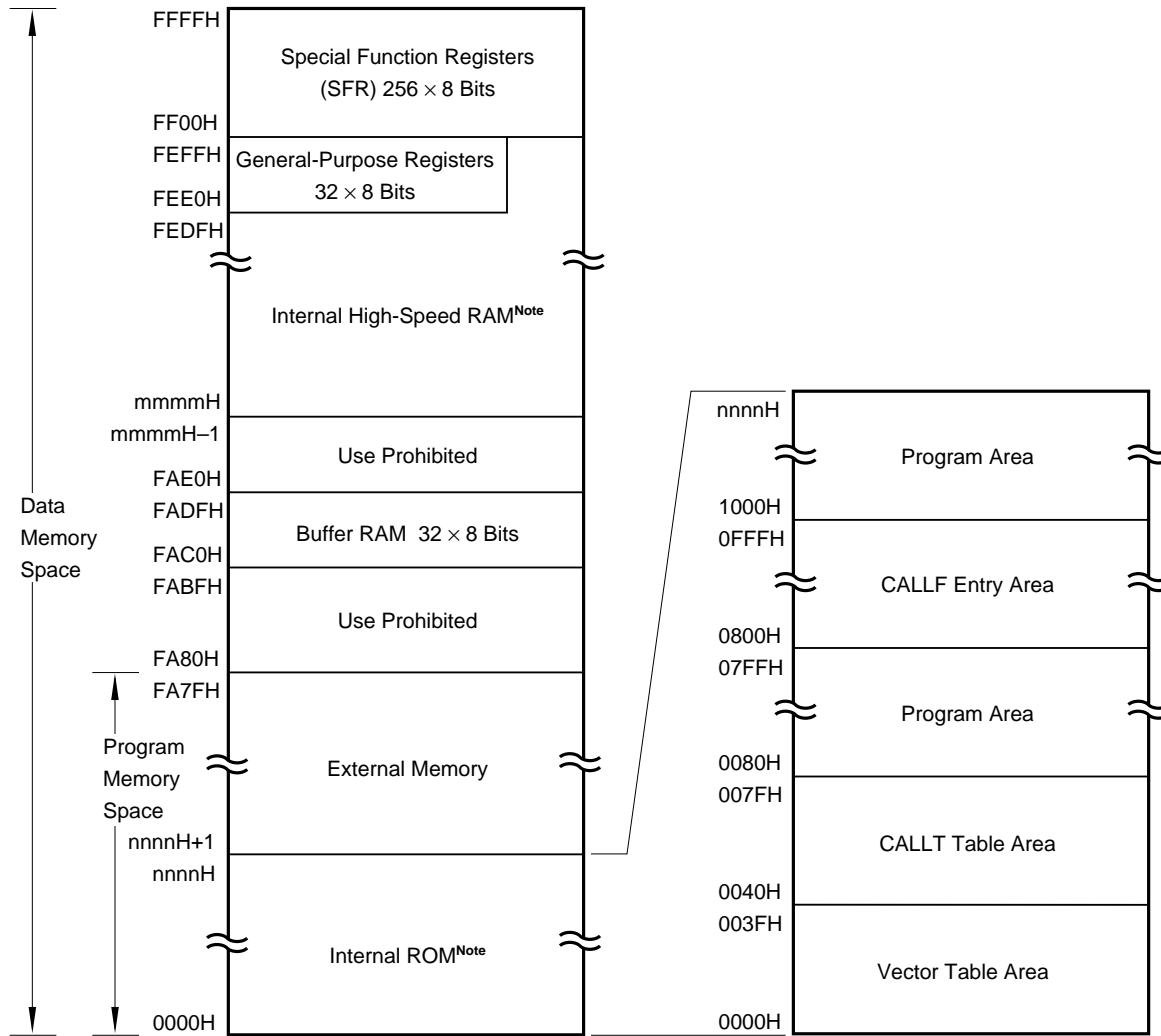 FFFFH
Special Function Registers
(SFR) 256 × 8 Bits
FF00H
FEFFH
General-Purpose Registers
32 × 8 Bits
FEE0H
FEDFH
Internal High-Speed RAMNote
mmmmH
mmmmH–1
Use Prohibited
FAE0H
Data
Memory
Space
FADFH
Buffer RAM 32 × 8 Bits
FAC0H
FABFH
Use Prohibited
FA80H
FA7FH
Program
Memory
Space
External Memory
nnnnH+1
nnnnH
Internal ROMNote
0000H
nnnnH
Program Area
1000H
0FFFH
CALLF Entry Area
0800H
07FFH
Program Area
0080H
007FH
CALLT Table Area
0040H
003FH
Vector Table Area
0000H